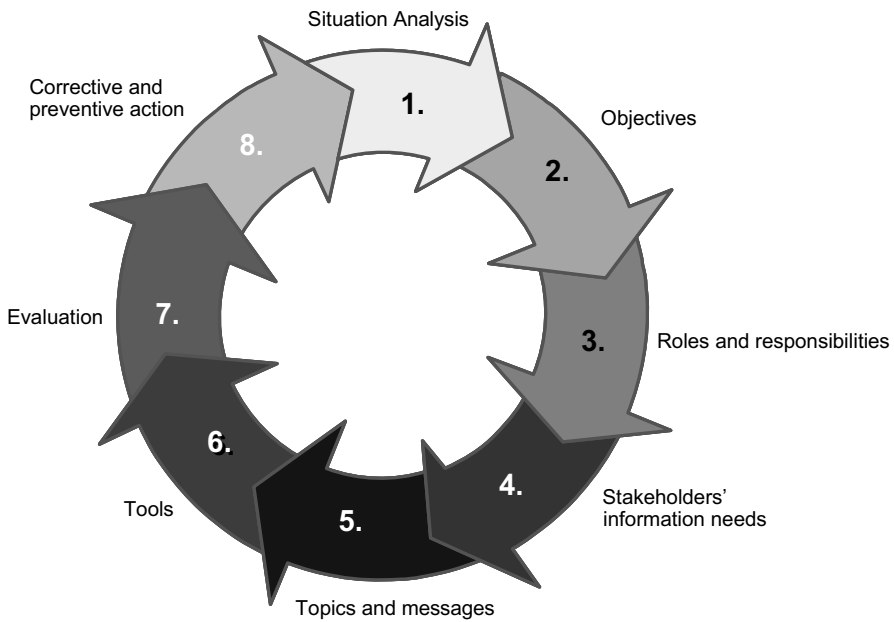 Situation Analysis
1.
Objectives
2.
Roles and responsibilities
3.
Stakeholders’
information needs
4.
Topics and messages
5.
Tools
6.
Evaluation
7.
Corrective and
preventive action
8.